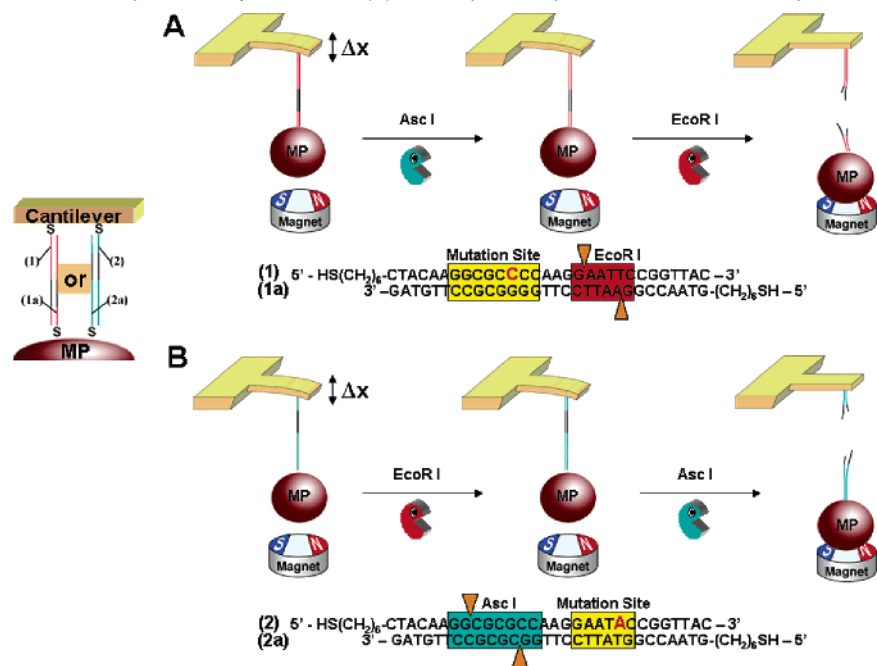 A
Δx
MP
S N
Magnet
Asc I
MP
S N
Magnet
EcoR I
MP
S N
Magnet
Cantilever
S S
(1) (2)
or
(1a) (2a)
S S
MP
Mutation Site EcoR I
(1) 5' - HS(CH2)6-CTACAAGGCGCCCCAAGGAATTCCGGTTAC – 3'
(1a) 3' – GATGTTCCGCGGGGTTCCTTAAGGCCAATG-(CH2)6SH – 5'
B
Δx
MP
S N
Magnet
EcoR I
MP
S N
Magnet
Asc I
MP
S N
Magnet
Asc I Mutation Site
(2) 5' - HS(CH2)6-CTACAAGGCGCGCCAAGGAATACCGGTTAC – 3'
(2a) 3' – GATGTTCCGCGCGGTTCCTTATGGCCAATG-(CH2)6SH – 5'